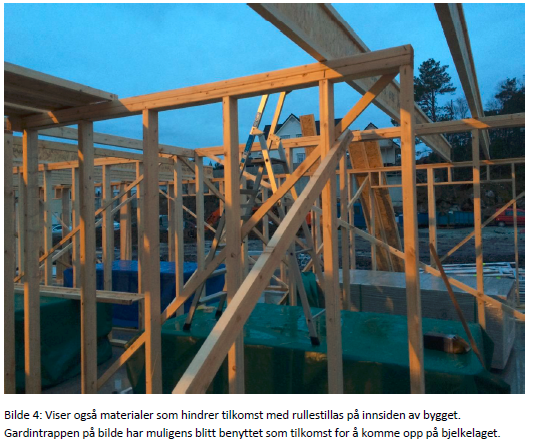 Bilde 4: Viser også materialer som hindrer tilkomst med rullestillas på innsiden av bygget.
Gardintrappen på bilde har muligens blitt benyttet som tilkomst for å komme opp på bjelkelaget.